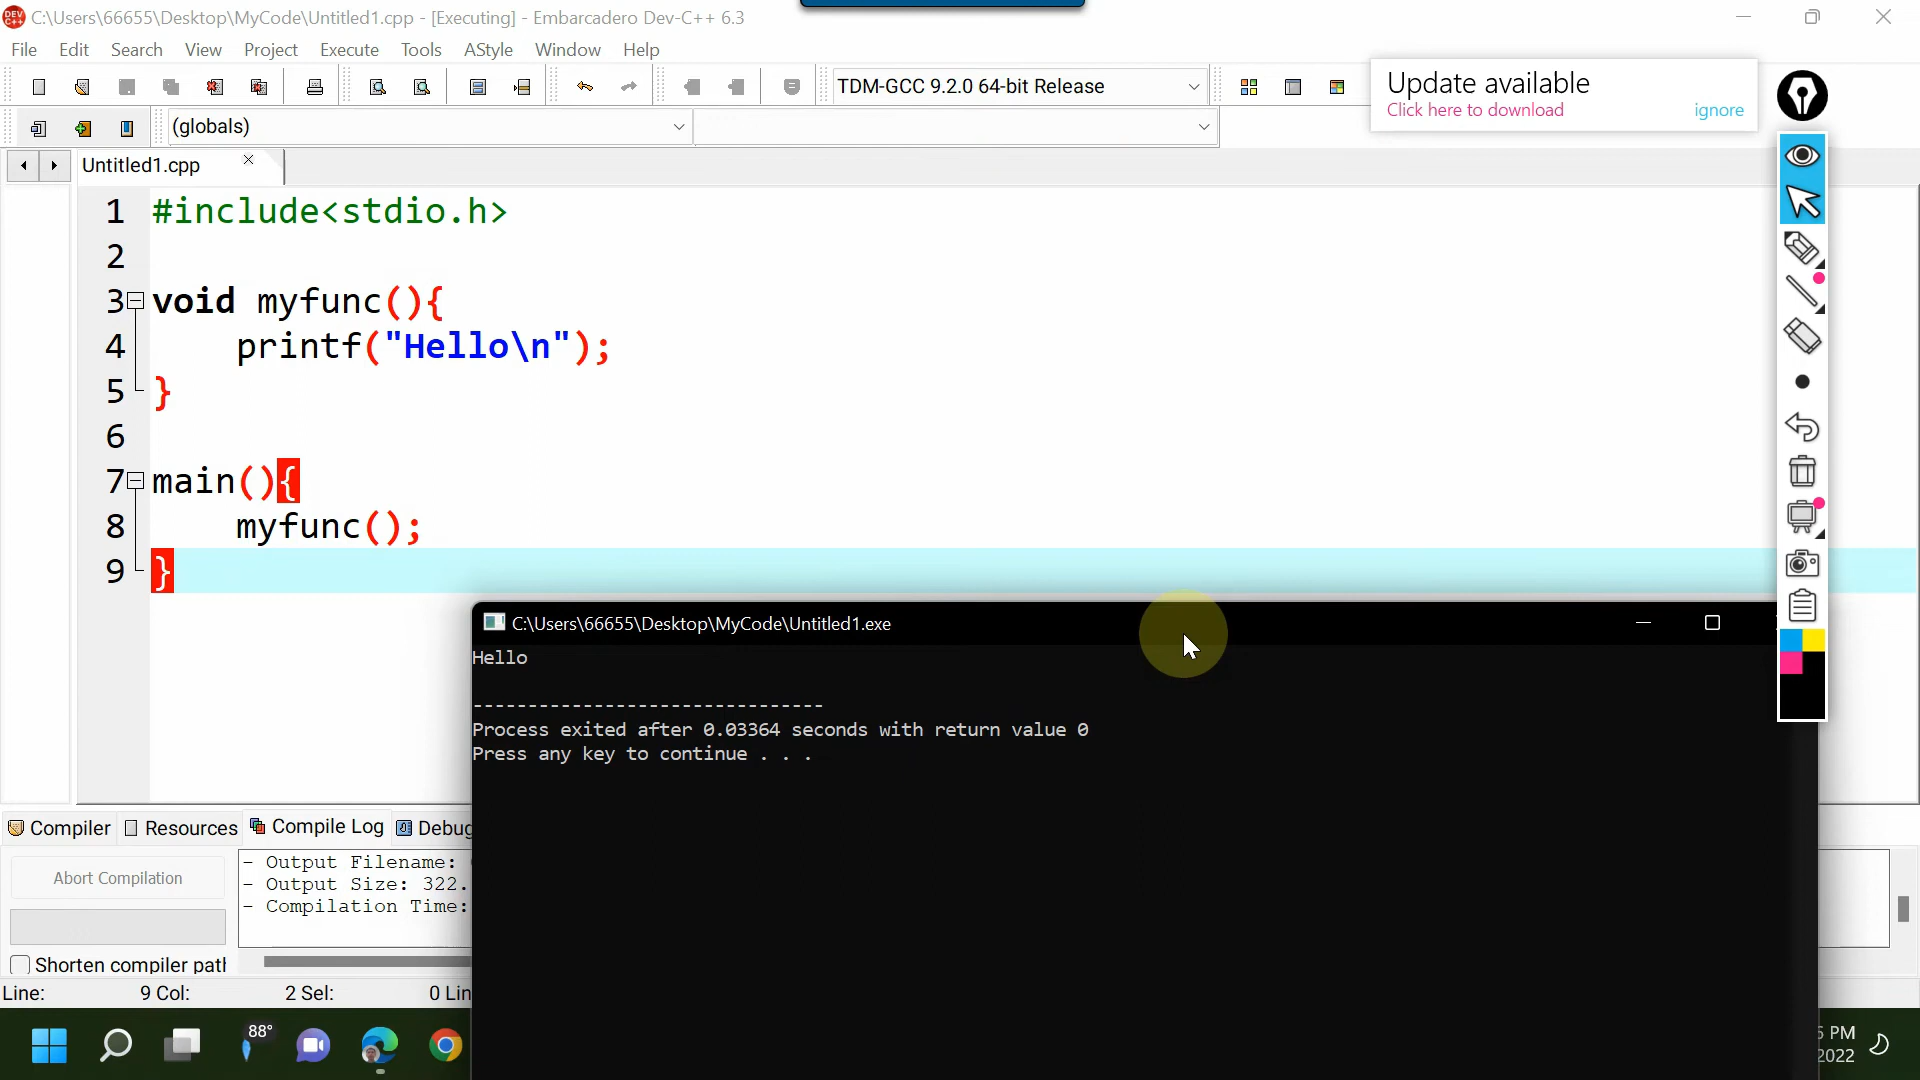 DEV C++ C:\Users\66655\Desktop\MyCode\Untitled1.cpp - [Executing] - Embarcadero Dev-C++ 6.3
File Edit Search View Project Execute Tools AStyle Window Help
TDM-GCC 9.2.0 64-bit Release
Update available
Click here to download ignore
(globals)
Untitled1.cpp
1 #include<stdio.h>
2
3 void myfunc(){
4 printf("Hello\n");
5 }
6
7 main(){
8 myfunc();
9 }
C:\Users\66655\Desktop\MyCode\Untitled1.exe
Hello
--------------------------------
Process exited after 0.03364 seconds with return value 0
Press any key to continue . . .
Compiler Resources Compile Log Debug
Abort Compilation
- Output Filename:
- Output Size: 322.
- Compilation Time:
Shorten compiler pat
Line: 9 Col: 2 Sel: 0 Lin
88°
5 PM
2022